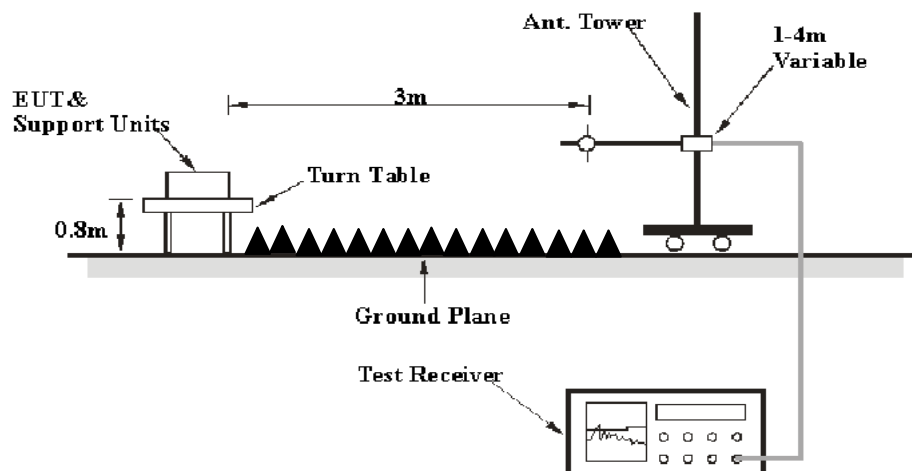 Ant. Tower
1-4m
Variable
EUT &
Support Units
3m
Turn Table
0.8m
Ground Plane
Test Receiver